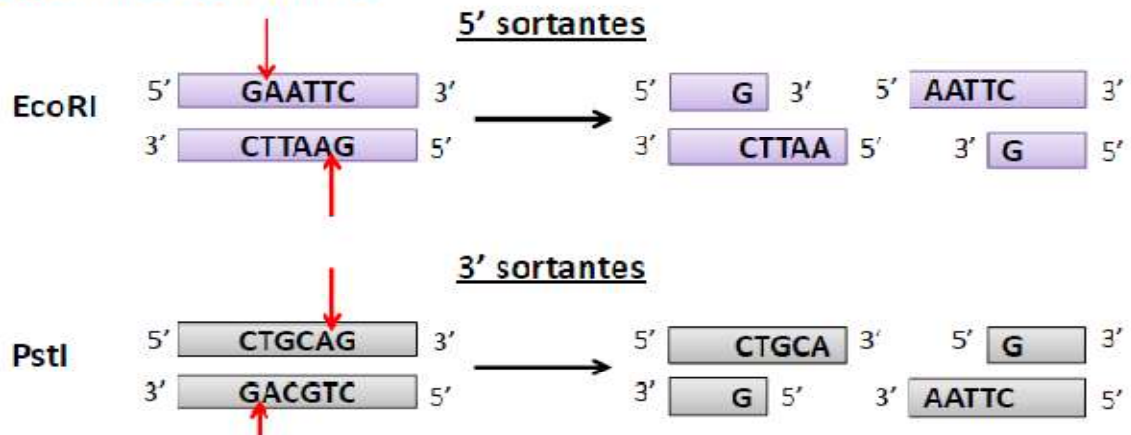 5' sortantes
EcoRI 5' GAATTC 3' 5' G 3' 5' AATTC 3'
3' CTTAAG 5' 3' CTTAA 5' 3' G 5'
3' sortantes
PstI 5' CTGCAG 3' 5' CTGCA 3' 5' G 3'
3' GACGTC 5' 3' G 5' 3' AATTC 5'